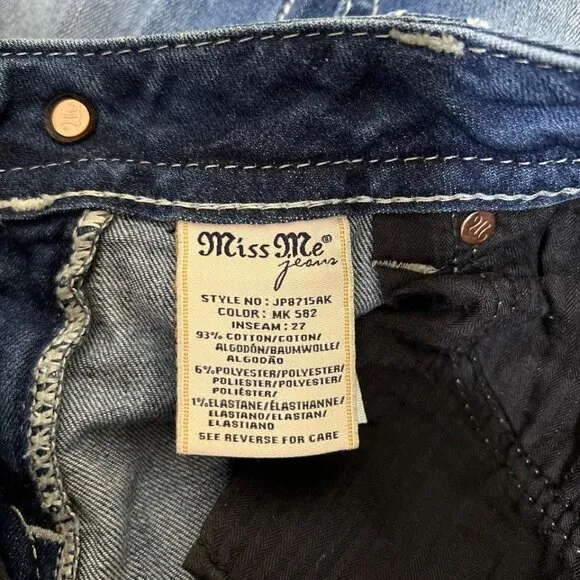 Miss Me®
jeans
STYLE NO: JP8715AK
COLOR: MK 582
INSEAM: 27
93% COTTON/COTON/
ALGODÓN/BAUMWOLLE/
ALGODÃO
6%POLYESTER/POLYESTER/
POLIESTER/POLYESTER/
POLIÉSTER/
1%ELASTANE/ÉLASTHANNE/
ELASTANO/ELASTAN/
ELASTIANO
SEE REVERSE FOR CARE